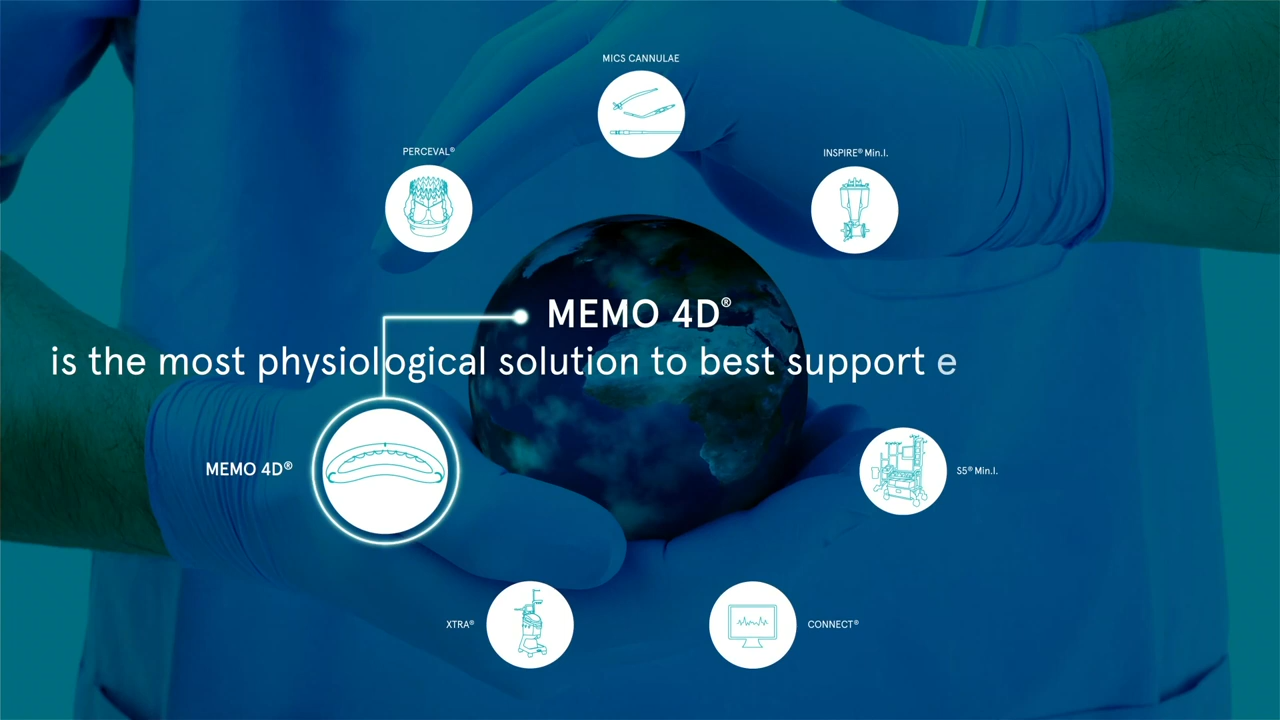 MICS CANNULAE
PERCEVAL®
INSPIRE® Min.I.
MEMO 4D®
is the most physiological solution to best support e
MEMO 4D®
S5® Min.I.
XTRA®
CONNECT®